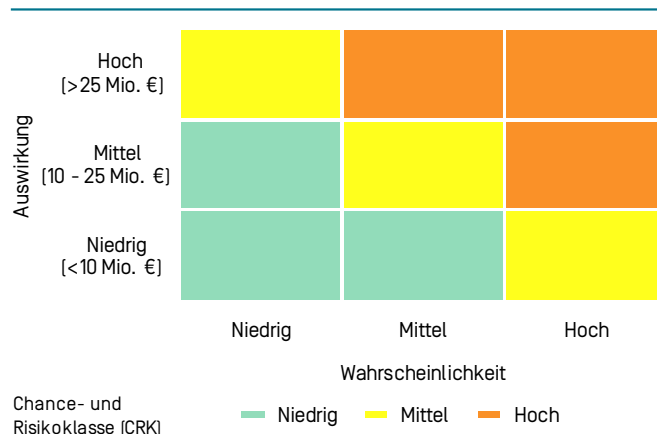 Auswirkung
Hoch
(>25 Mio. €)
Mittel
(10 - 25 Mio. €)
Niedrig
(<10 Mio. €)
Niedrig
Mittel
Hoch
Wahrscheinlichkeit
Chance- und
Risikoklasse (CRK)
Niedrig
Mittel
Hoch